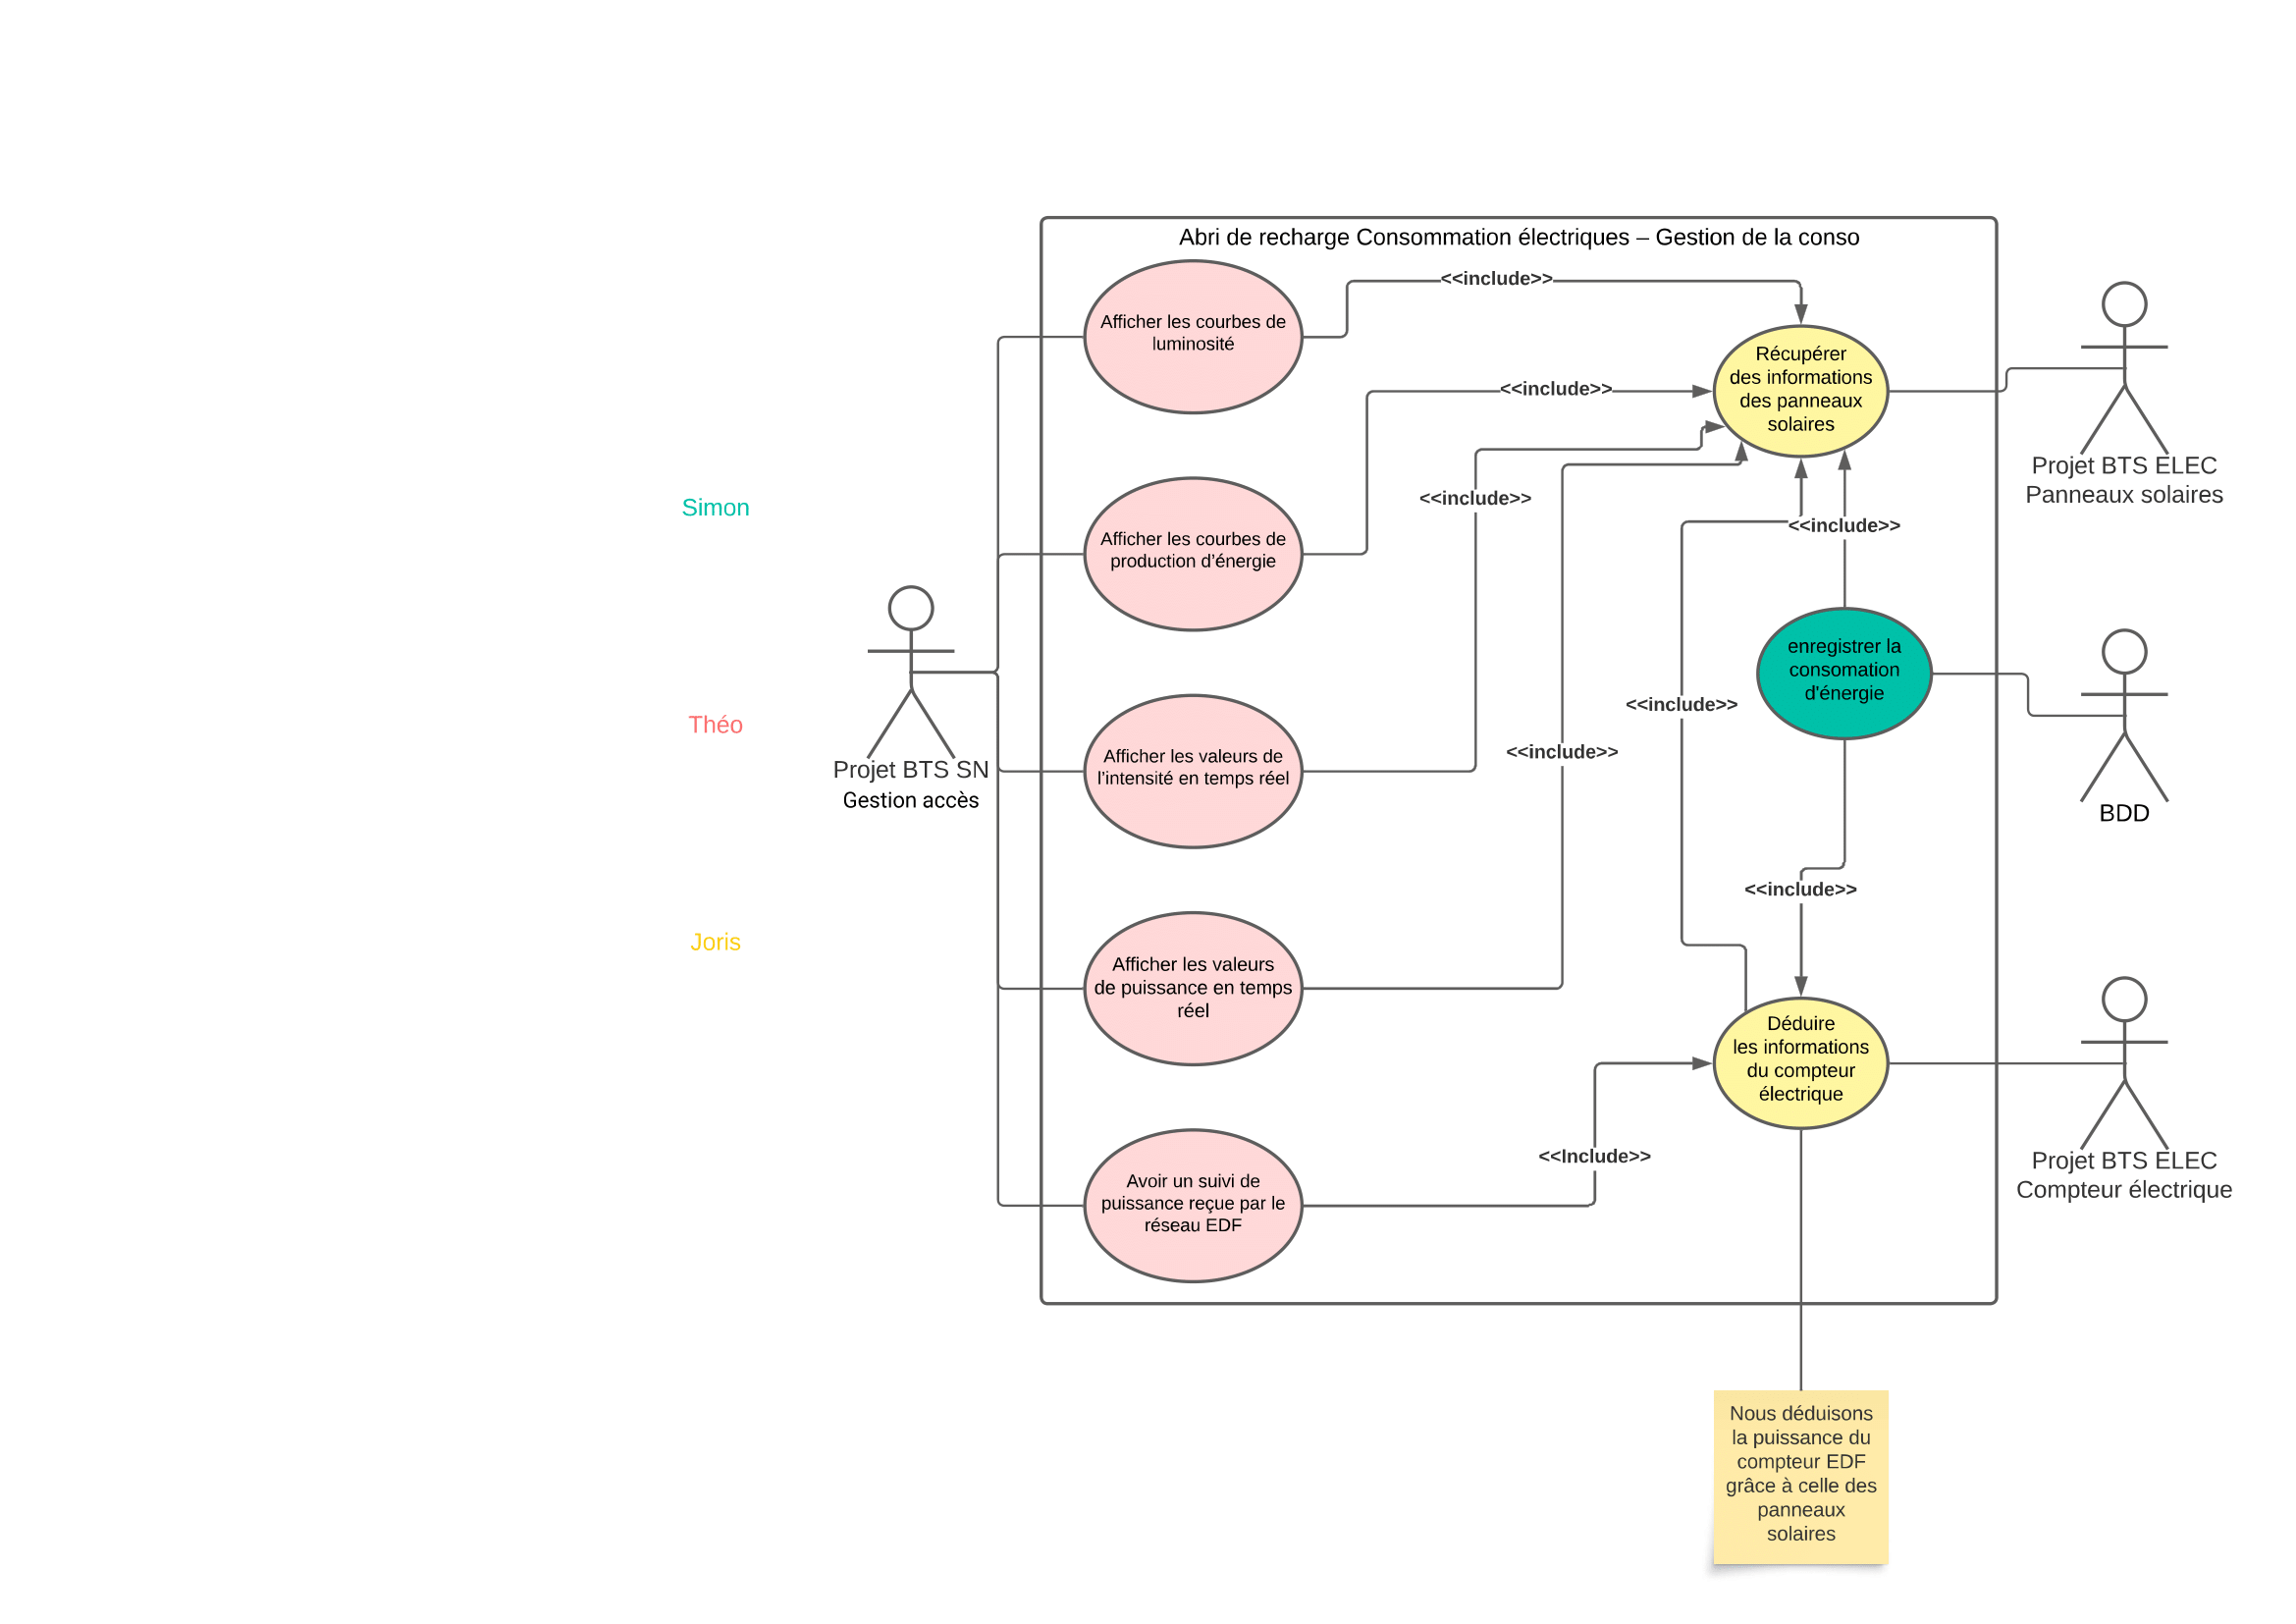 Abri de recharge Consommation électriques – Gestion de la conso
<<include>>
Afficher les courbes de
luminosité
Récupérer
des informations
des panneaux
solaires
<<include>>
Projet BTS ELEC
Panneaux solaires
Simon
<<include>>
<<include>>
Afficher les courbes de
production d'énergie
enregistrer la
consomation
d'énergie
Théo
<<include>>
<<include>>
Projet BTS SN
Gestion accès
Afficher les valeurs de
l'intensité en temps réel
BDD
<<include>>
Joris
Afficher les valeurs
de puissance en temps
réel
Déduire
les informations
du compteur
électrique
<<Include>>
Projet BTS ELEC
Compteur électrique
Avoir un suivi de
puissance reçue par le
réseau EDF
Nous déduisons
la puissance du
compteur EDF
grâce à celle des
panneaux
solaires